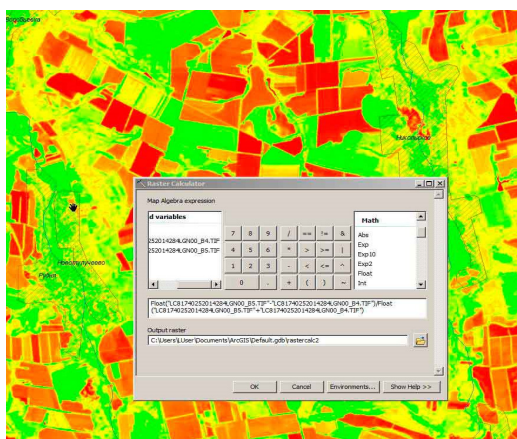 Raster Calculator
Map Algebra expression
d variables
252014284LGN00_B4.TIF
252014284LGN00_B5.TIF
7 8 9 / == != &
4 5 6 * > >= |
1 2 3 - < <= ^
0 . + ( ) ~
Math
Abs
Exp
Exp10
Exp2
Float
Int
Float("LC81740252014284LGN00_B5.TIF"-"LC81740252014284LGN00_B4.TIF")/Float
("LC81740252014284LGN00_B5.TIF"+"LC81740252014284LGN00_B4.TIF")
Output raster
C:\Users\LUser\Documents\ArcGIS\Default.gdb\rastercalc2
OK Cancel Environments... Show Help >>